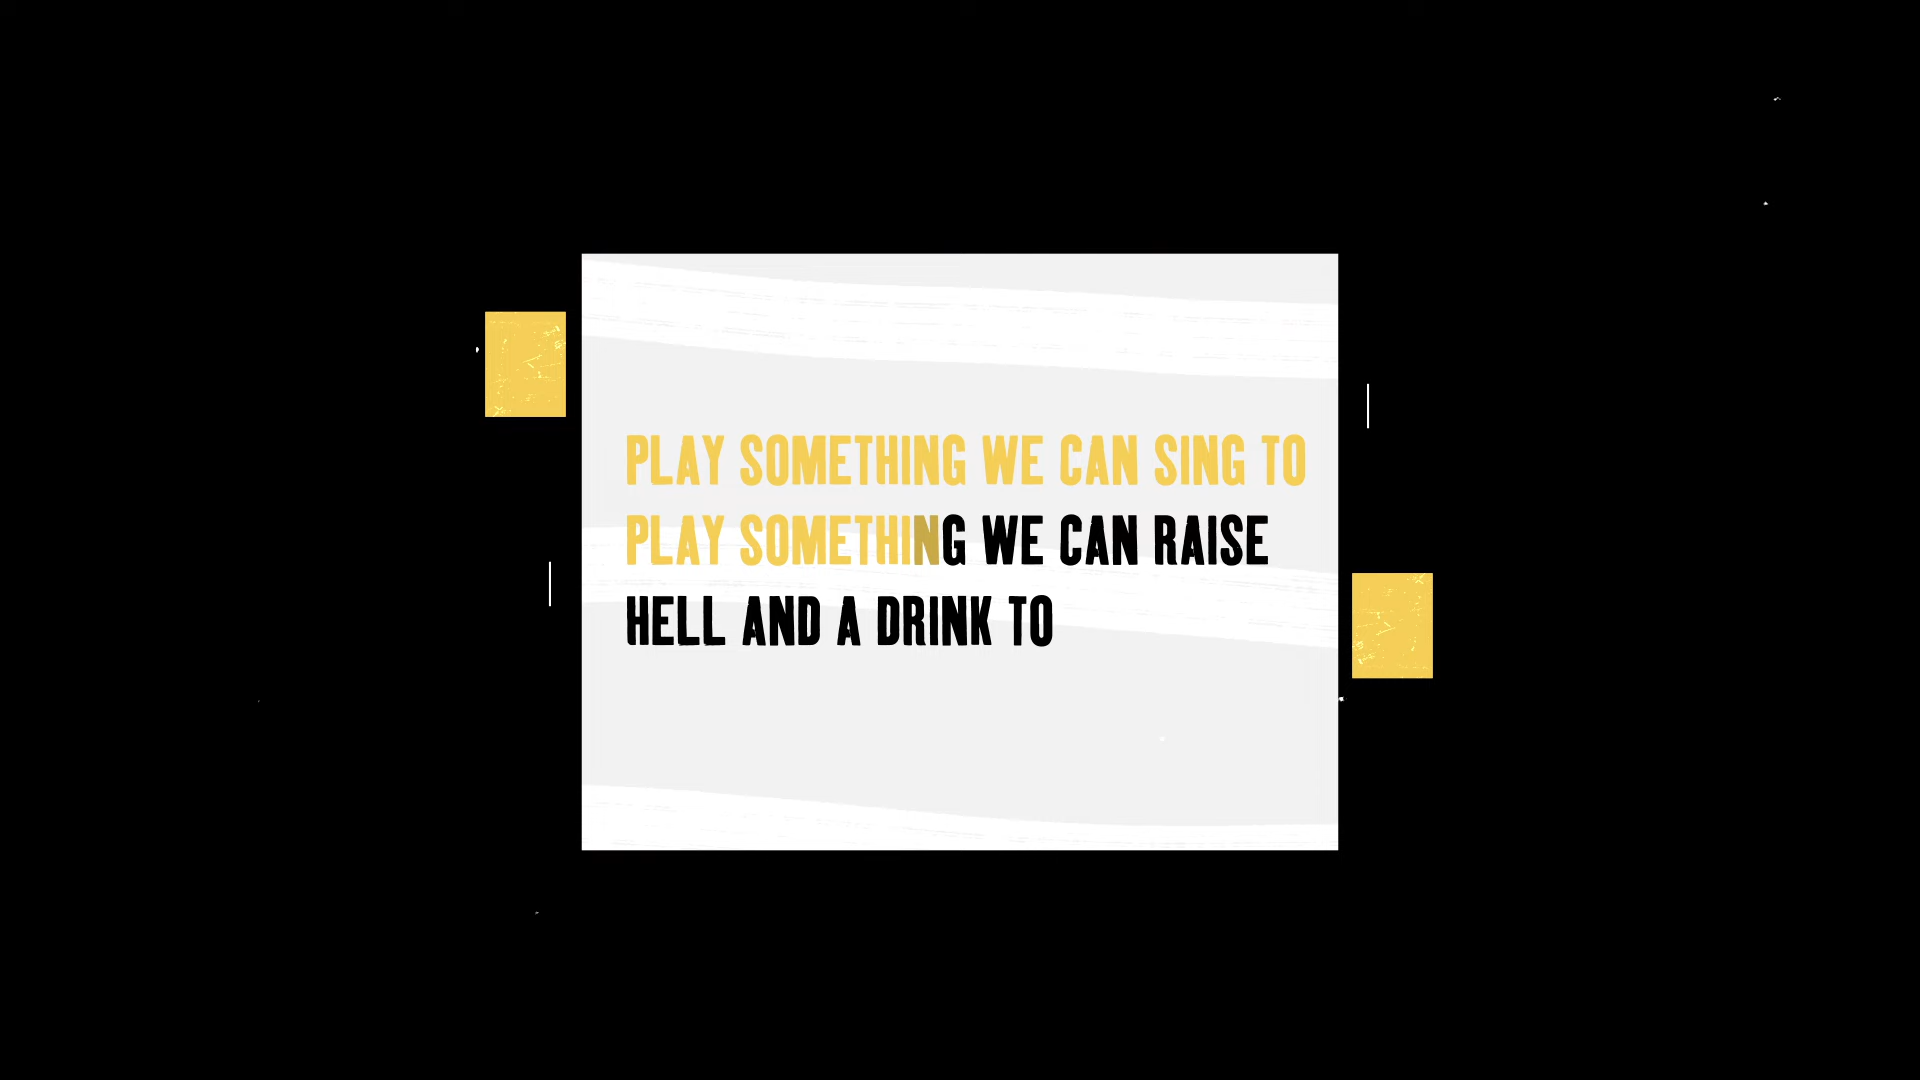 PLAY SOMETHING WE CAN SING TO
PLAY SOMETHING WE CAN RAISE
HELL AND A DRINK TO